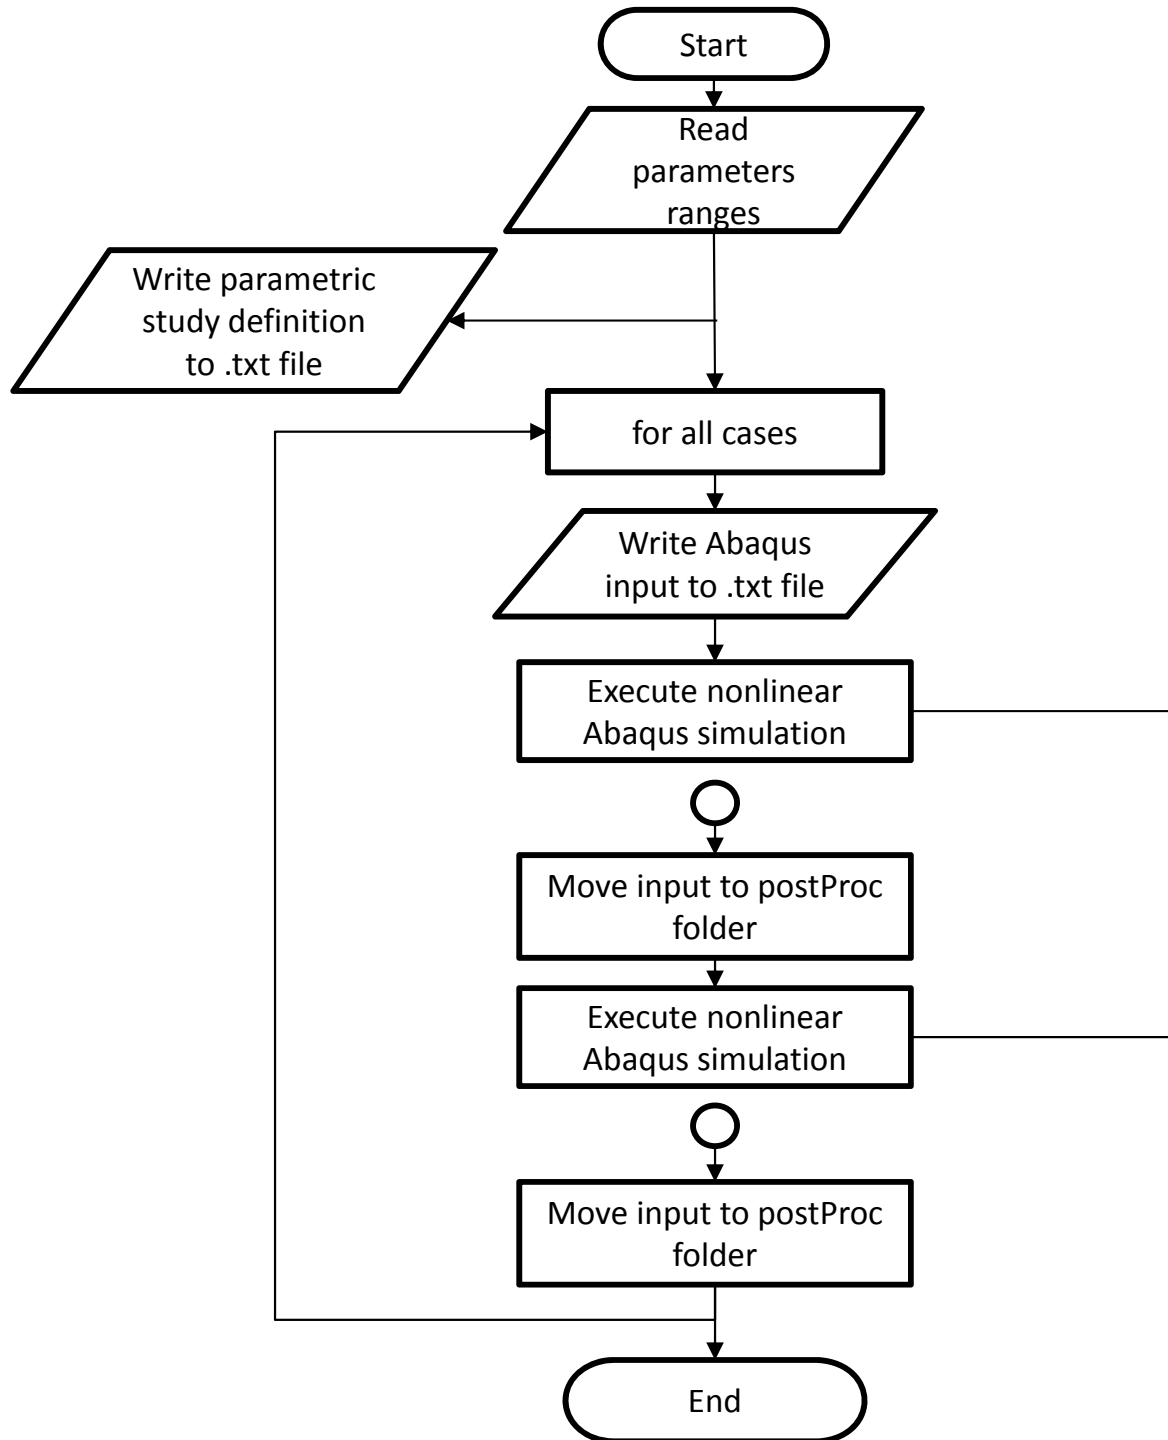 Start
Read
parameters
ranges
Write parametric
study definition
to .txt file
for all cases
Write Abaqus
input to .txt file
Execute nonlinear
Abaqus simulation
Move input to postProc
folder
Execute nonlinear
Abaqus simulation
Move input to postProc
folder
End